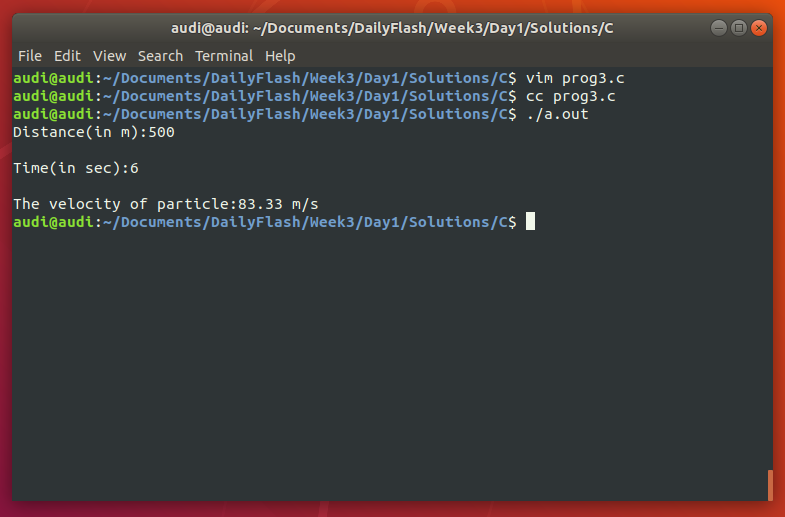 audi@audi: ~/Documents/DailyFlash/Week3/Day1/Solutions/C
File Edit View Search Terminal Help
audi@audi:~/Documents/DailyFlash/Week3/Day1/Solutions/C$ vim prog3.c
audi@audi:~/Documents/DailyFlash/Week3/Day1/Solutions/C$ cc prog3.c
audi@audi:~/Documents/DailyFlash/Week3/Day1/Solutions/C$ ./a.out
Distance(in m):500
Time(in sec):6
The velocity of particle:83.33 m/s
audi@audi:~/Documents/DailyFlash/Week3/Day1/Solutions/C$